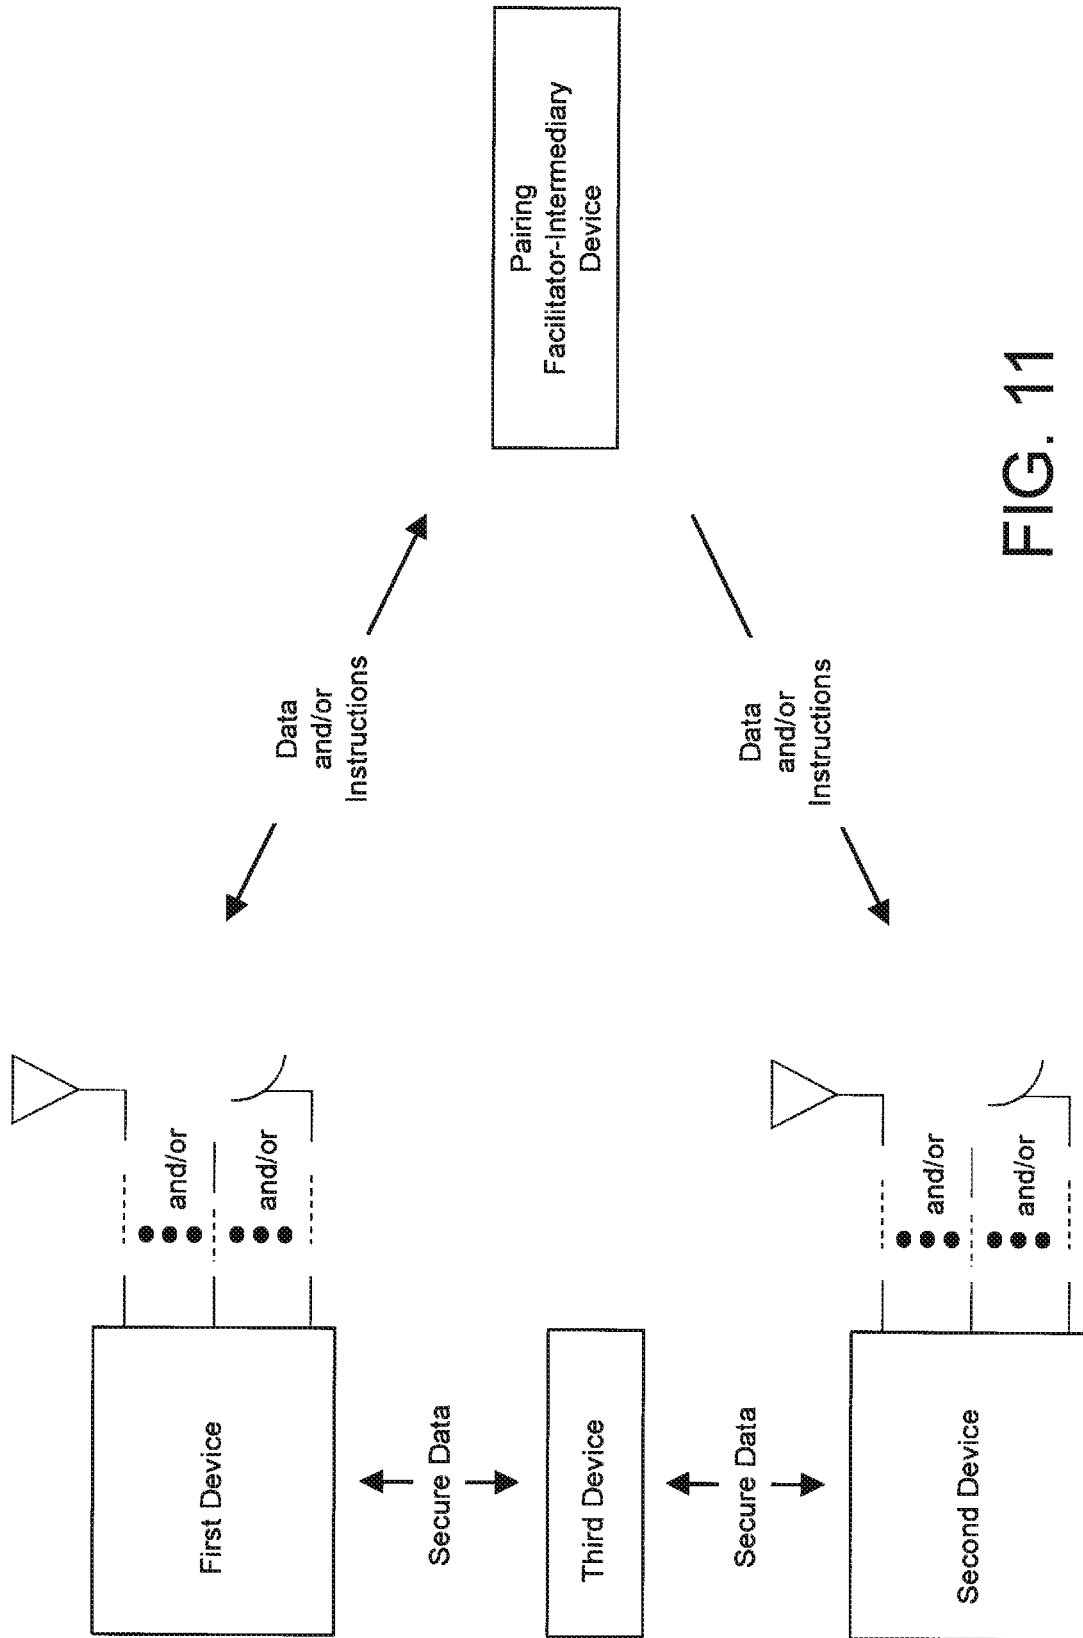 First Device
and/or
and/or
Secure Data
Third Device
Secure Data
Second Device
and/or
and/or
Data
and/or
Instructions
Data
and/or
Instructions
Pairing
Facilitator-Intermediary
Device
FIG. 11